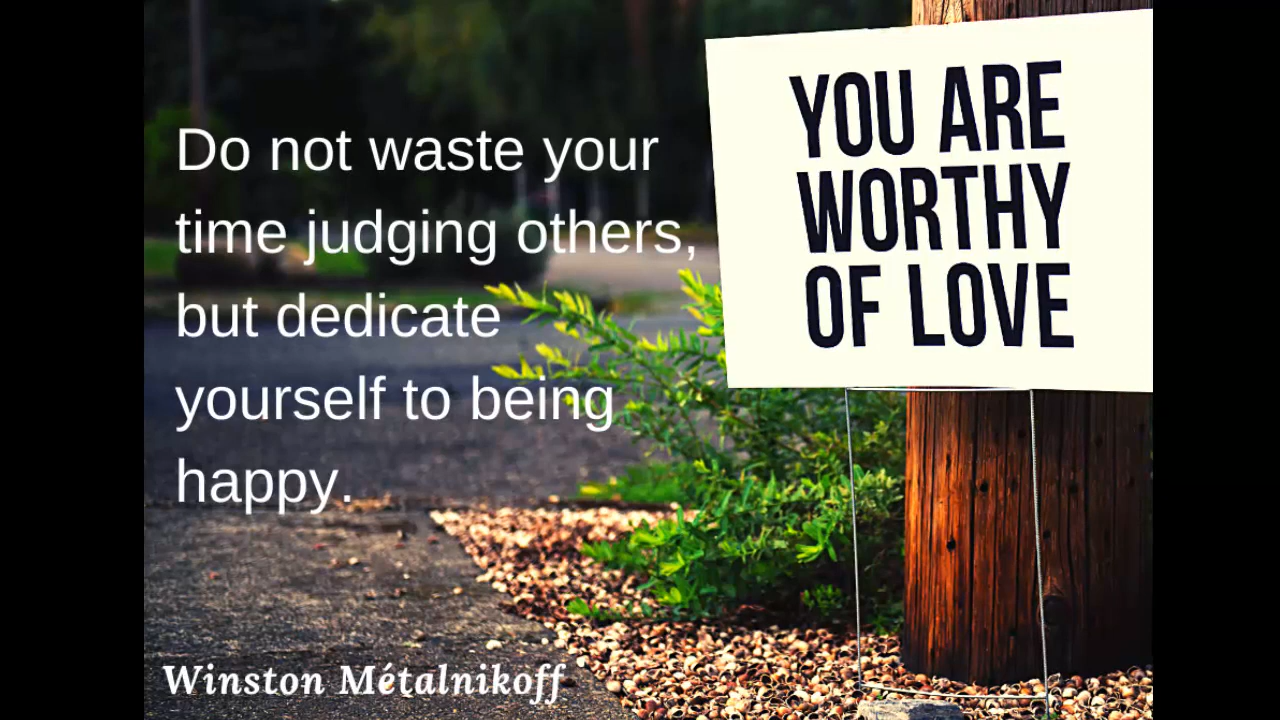 Do not waste your
time judging others,
but dedicate
yourself to being
happy.
Winston Métalnikoff
YOU ARE
WORTHY
OF LOVE